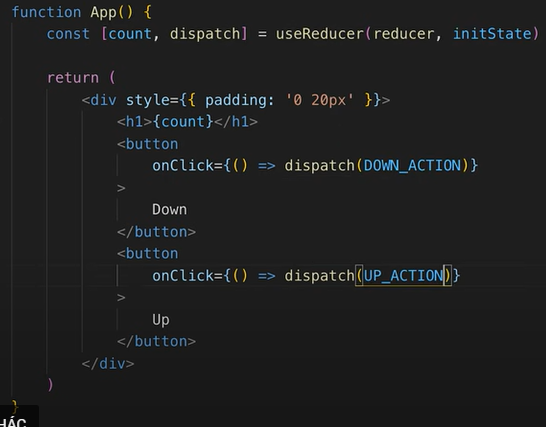 function App() {
const [count, dispatch] = useReducer(reducer, initState)
return (
<div style={{ padding: '0 20px' }}>
<h1>{count}</h1>
<button
onClick={() => dispatch(DOWN_ACTION)}
>
Down
</button>
<button
onClick={() => dispatch(UP_ACTION)}
>
Up
</button>
</div>
)
}
HÁC